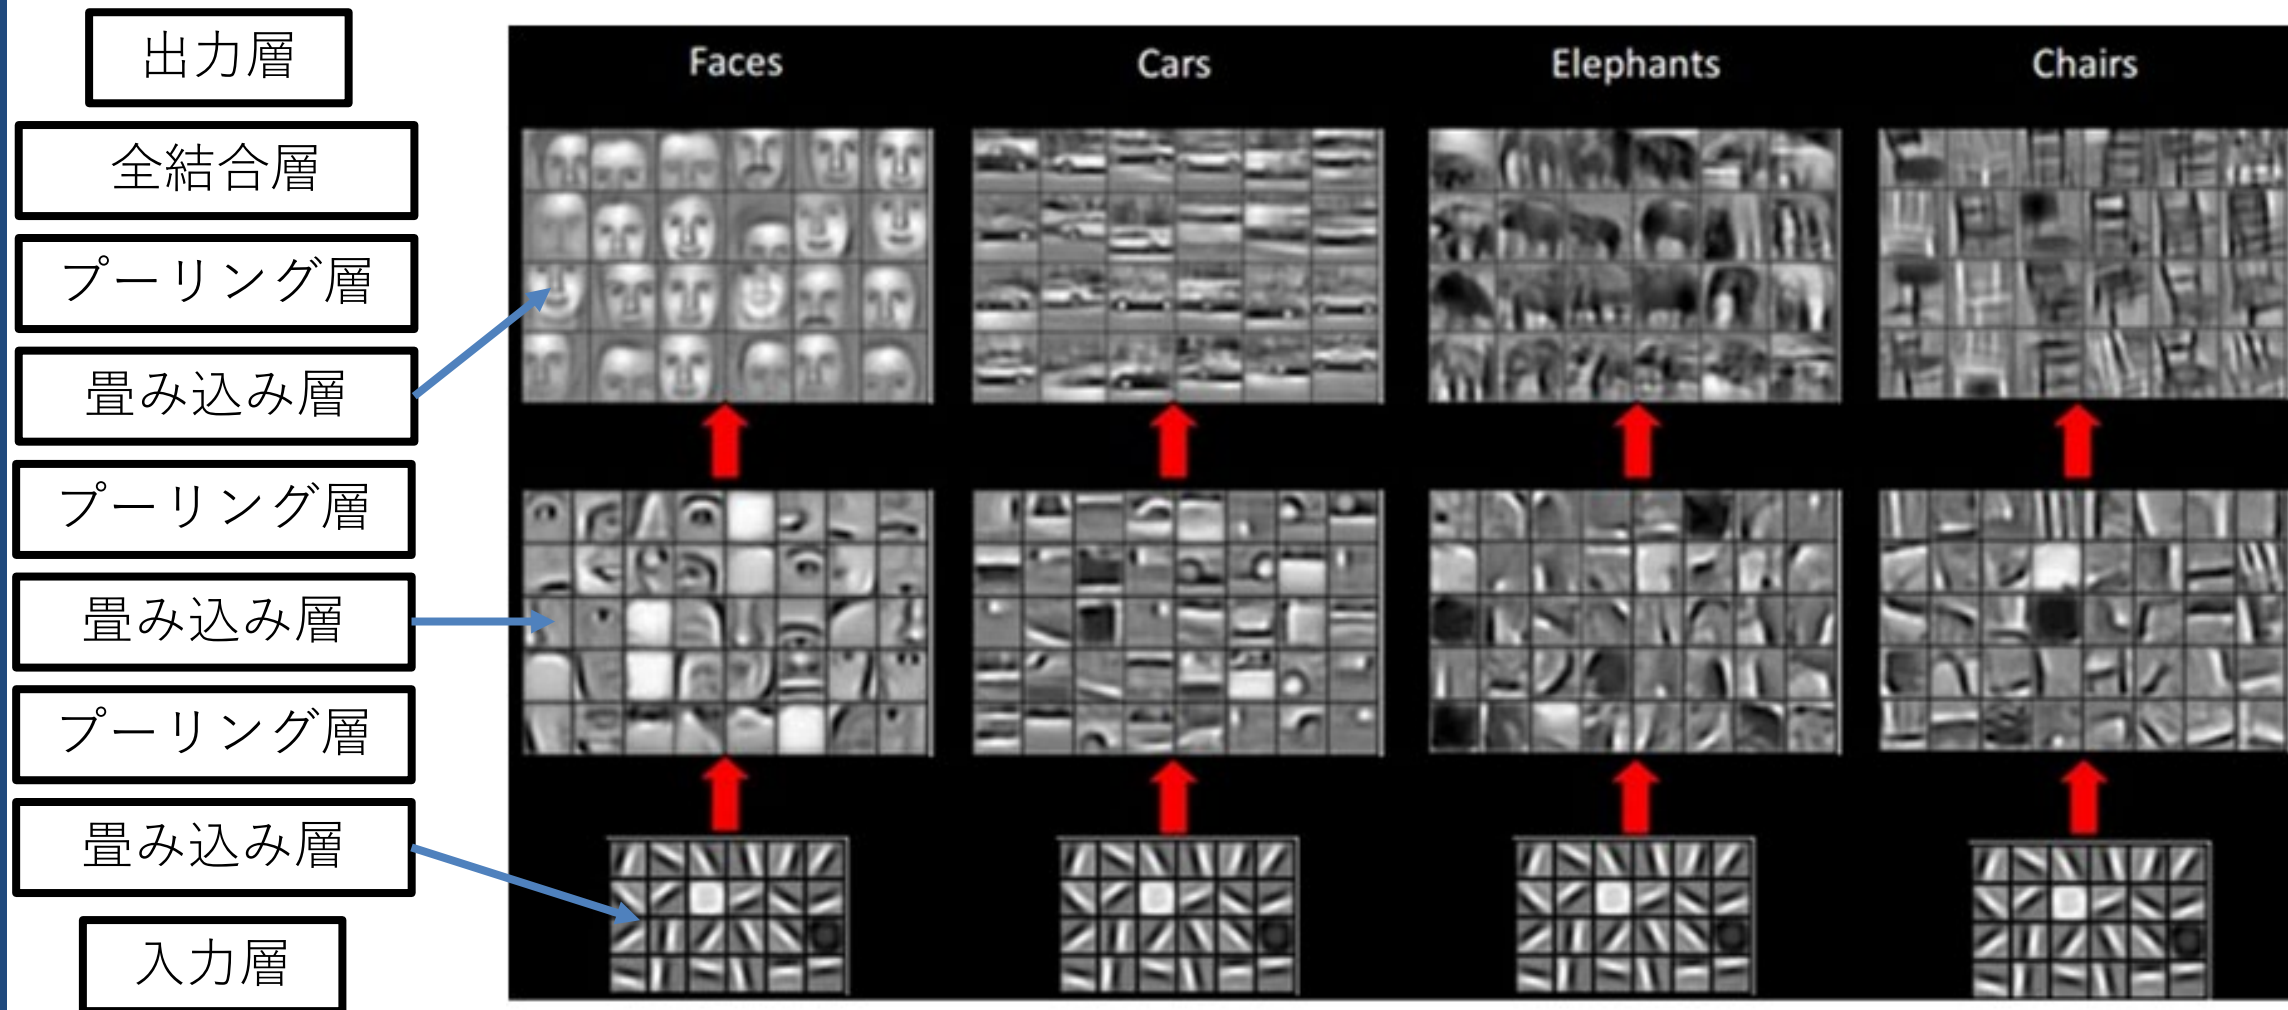 出力層
全結合層
プーリング層
畳み込み層
プーリング層
畳み込み層
プーリング層
畳み込み層
入力層
Faces
Cars
Elephants
Chairs